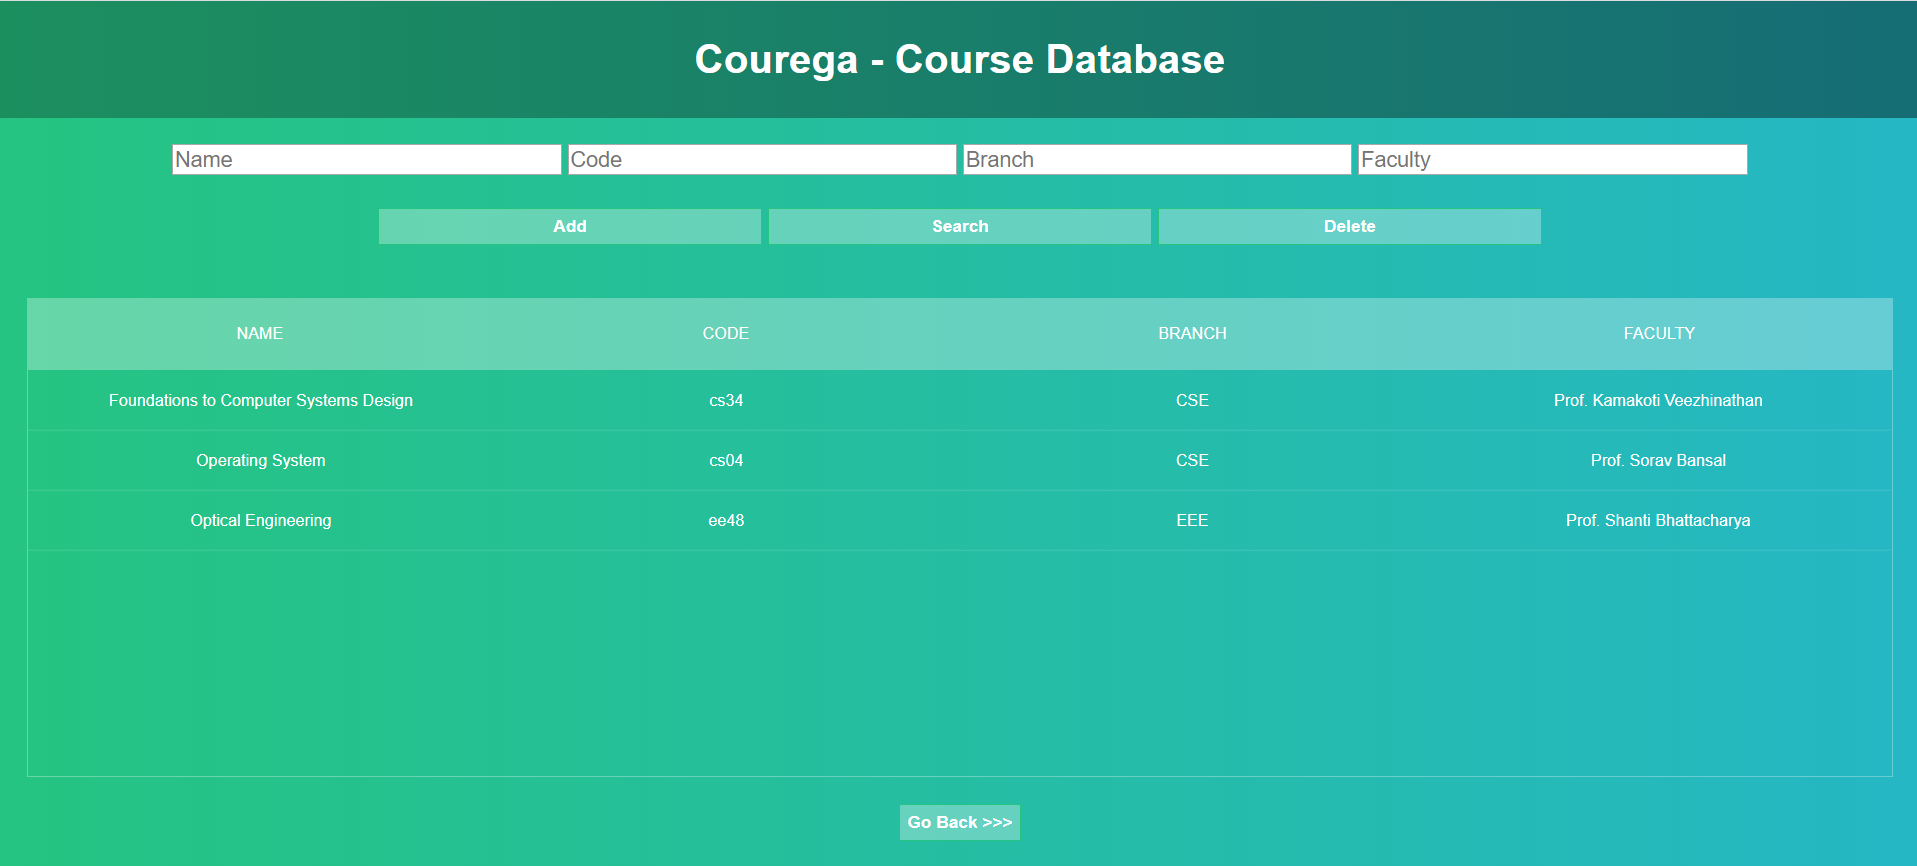 Courega - Course Database
Name Code Branch Faculty
Add Search Delete
NAME CODE BRANCH FACULTY
Foundations to Computer Systems Design cs34 CSE Prof. Kamakoti Veezhinathan
Operating System cs04 CSE Prof. Sorav Bansal
Optical Engineering ee48 EEE Prof. Shanti Bhattacharya
Go Back >>>